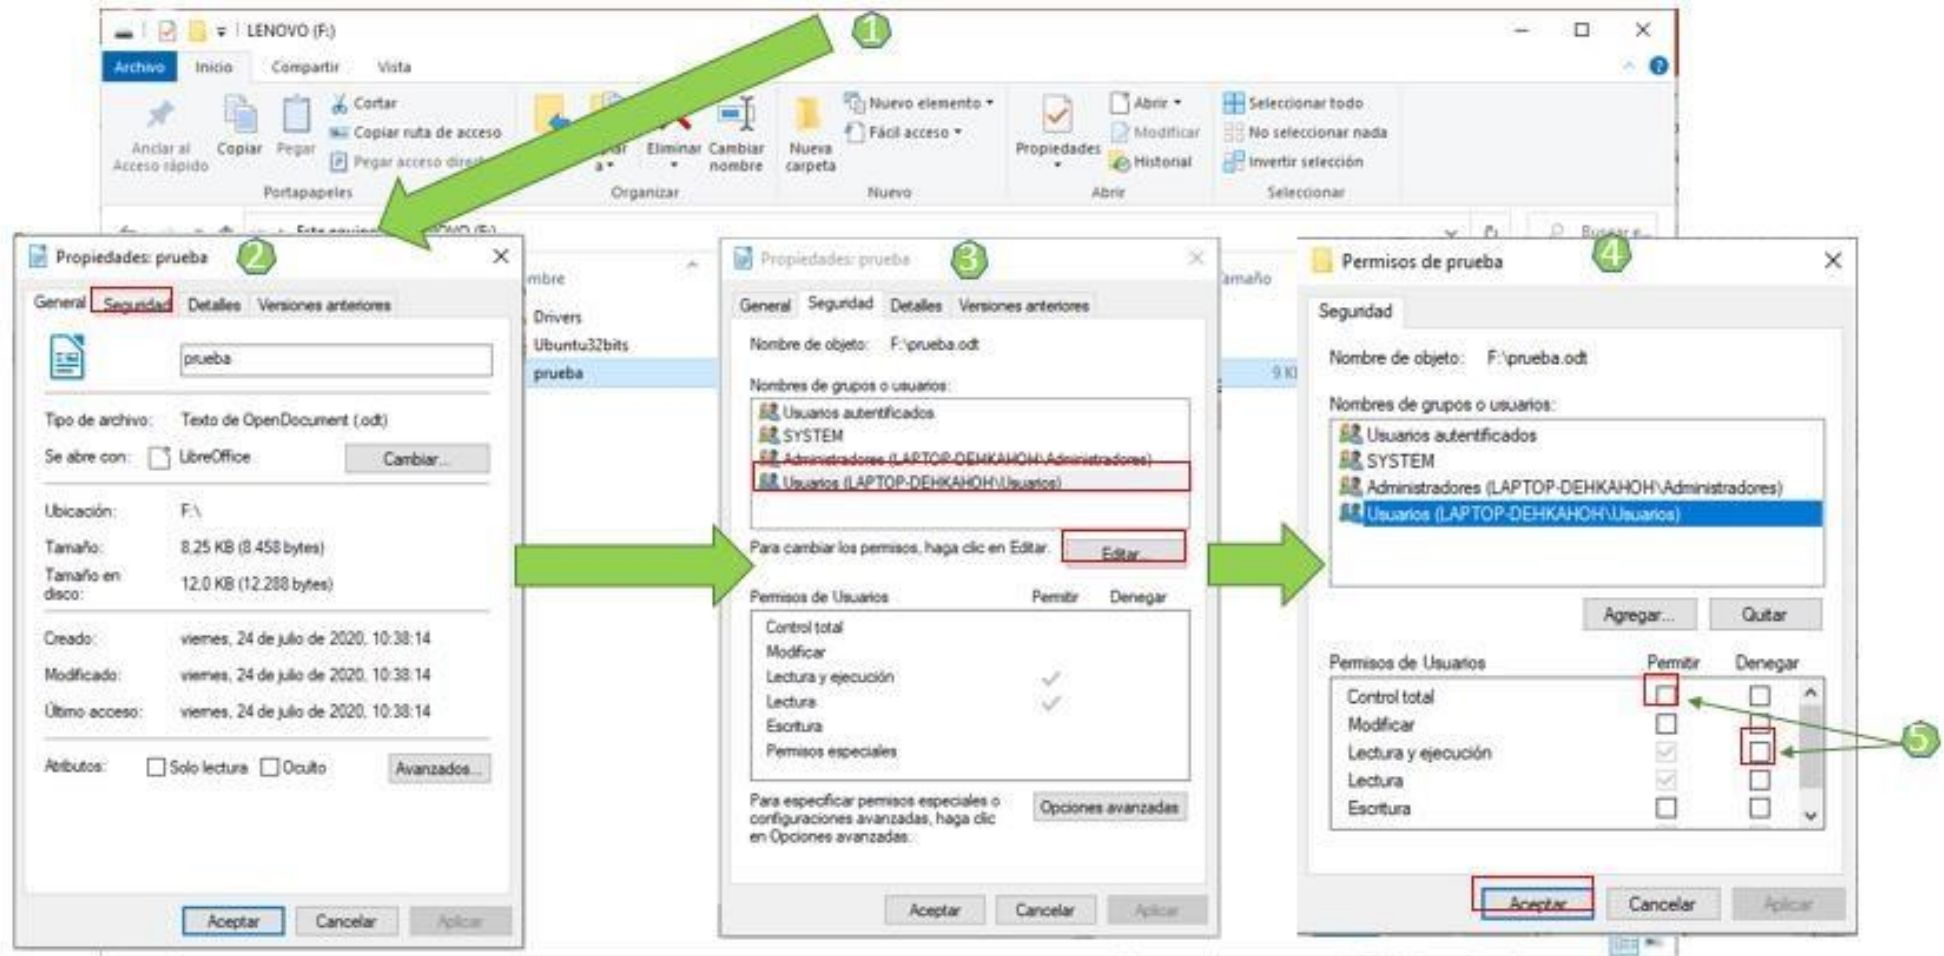 1
LENOVO (F:)
Archivo Inicio Compartir Vista
Anclar al
Acceso rápido
Copiar
Pegar
Cortar
Copiar ruta de acceso
Pegar acceso
Portapapeles
a
Eliminar
Cambiar
nombre
Organizar
Nueva
carpeta
Nuevo elemento
Fácil acceso
Nuevo
Propiedades
Abrir
Modificar
Historial
Abrir
Seleccionar todo
No seleccionar nada
Invertir selección
Seleccionar
(F:)
Drivers
Ubuntu32bits
prueba
Propiedades: prueba
2
General Seguridad Detalles Versiones anteriores
prueba
Tipo de archivo: Texto de OpenDocument (.odt)
Se abre con: LibreOffice Cambiar...
Ubicación: F:\
Tamaño: 8,25 KB (8.458 bytes)
Tamaño en
disco: 12,0 KB (12.288 bytes)
Creado: viernes, 24 de julio de 2020, 10:38:14
Modificado: viernes, 24 de julio de 2020, 10:38:14
Último acceso: viernes, 24 de julio de 2020, 10:38:14
Atributos: Solo lectura Oculto Avanzados...
Aceptar Cancelar Aplicar
Propiedades: prueba
3
General Seguridad Detalles Versiones anteriores
Nombre de objeto: F:\prueba.odt
Nombres de grupos o usuarios:
Usuarios autentificados
SYSTEM
Administradores (LAPTOP-DEHKAHOH\Administradores)
Usuarios (LAPTOP-DEHKAHOH\Usuarios)
Para cambiar los permisos, haga clic en Editar. Editar...
Permisos de Usuarios Permitir Denegar
Control total
Modificar
Lectura y ejecución
Lectura
Escritura
Permisos especiales
Para especificar permisos especiales o
configuraciones avanzadas, haga clic
en Opciones avanzadas.
Opciones avanzadas
Aceptar Cancelar Aplicar
Permisos de prueba
4
Seguridad
Nombre de objeto: F:\prueba.odt
Nombres de grupos o usuarios:
Usuarios autentificados
SYSTEM
Administradores (LAPTOP-DEHKAHOH\Administradores)
Usuarios (LAPTOP-DEHKAHOH\Usuarios)
Agregar... Quitar
Permisos de Usuarios Permitir Denegar
Control total
Modificar
Lectura y ejecución
Lectura
Escritura
5
Aceptar Cancelar Aplicar